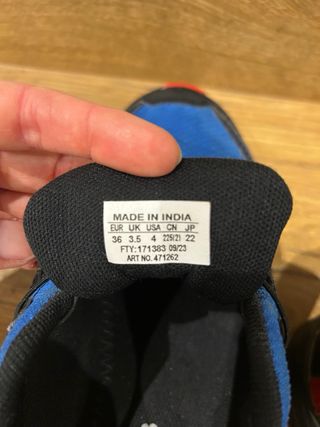 MADE IN INDIA
EUR UK USA CN JP
36 3.5 4 225(2) 22
FTY:171383 09/23
ART NO.471262